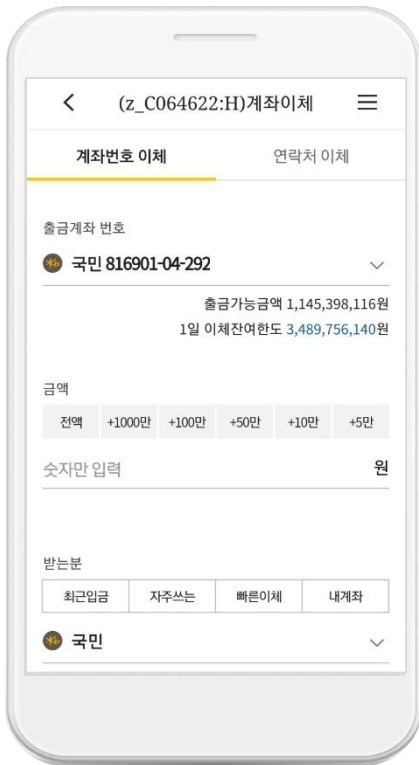 (z_C064622:H)계좌이체
계좌번호 이체 연락처 이체
출금계좌 번호
국민 816901-04-292
출금가능금액 1,145,398,116원
1일 이체잔여한도 3,489,756,140원
금액
전액 +1000만 +100만 +50만 +10만 +5만
숫자만 입력 원
받는분
최근입금 자주쓰는 빠른이체 내계좌
국민